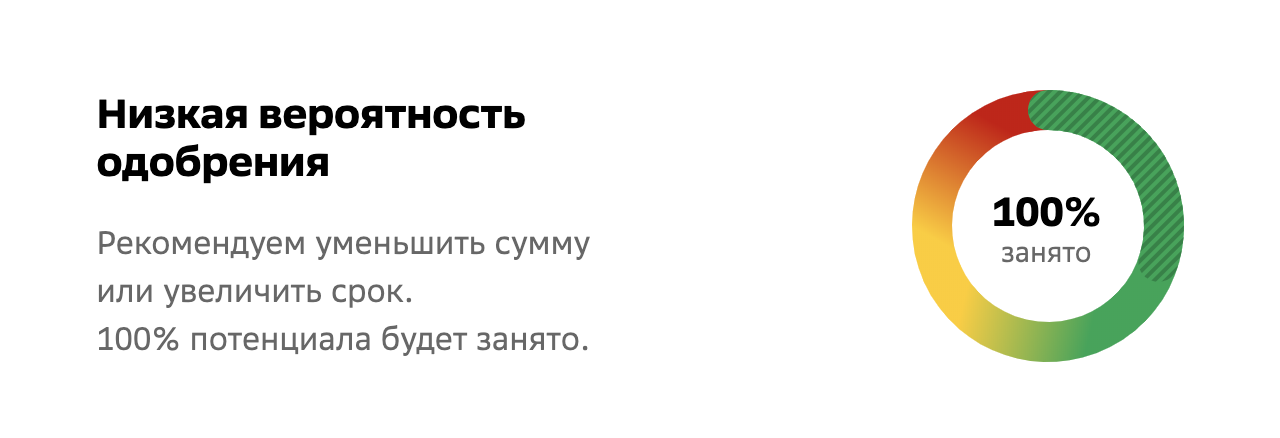 Низкая вероятность
одобрения
Рекомендуем уменьшить сумму
или увеличить срок.
100% потенциала будет занято.
100%
занято